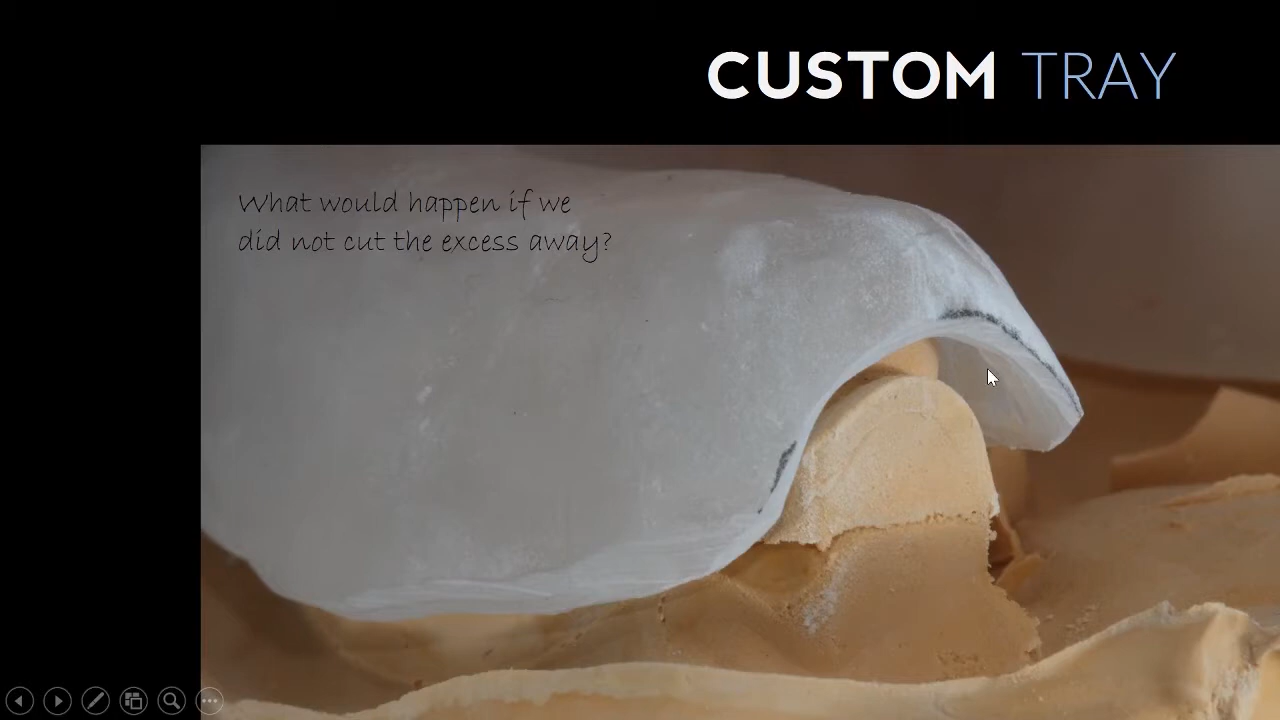 CUSTOM TRAY
What would happen if we
did not cut the excess away?